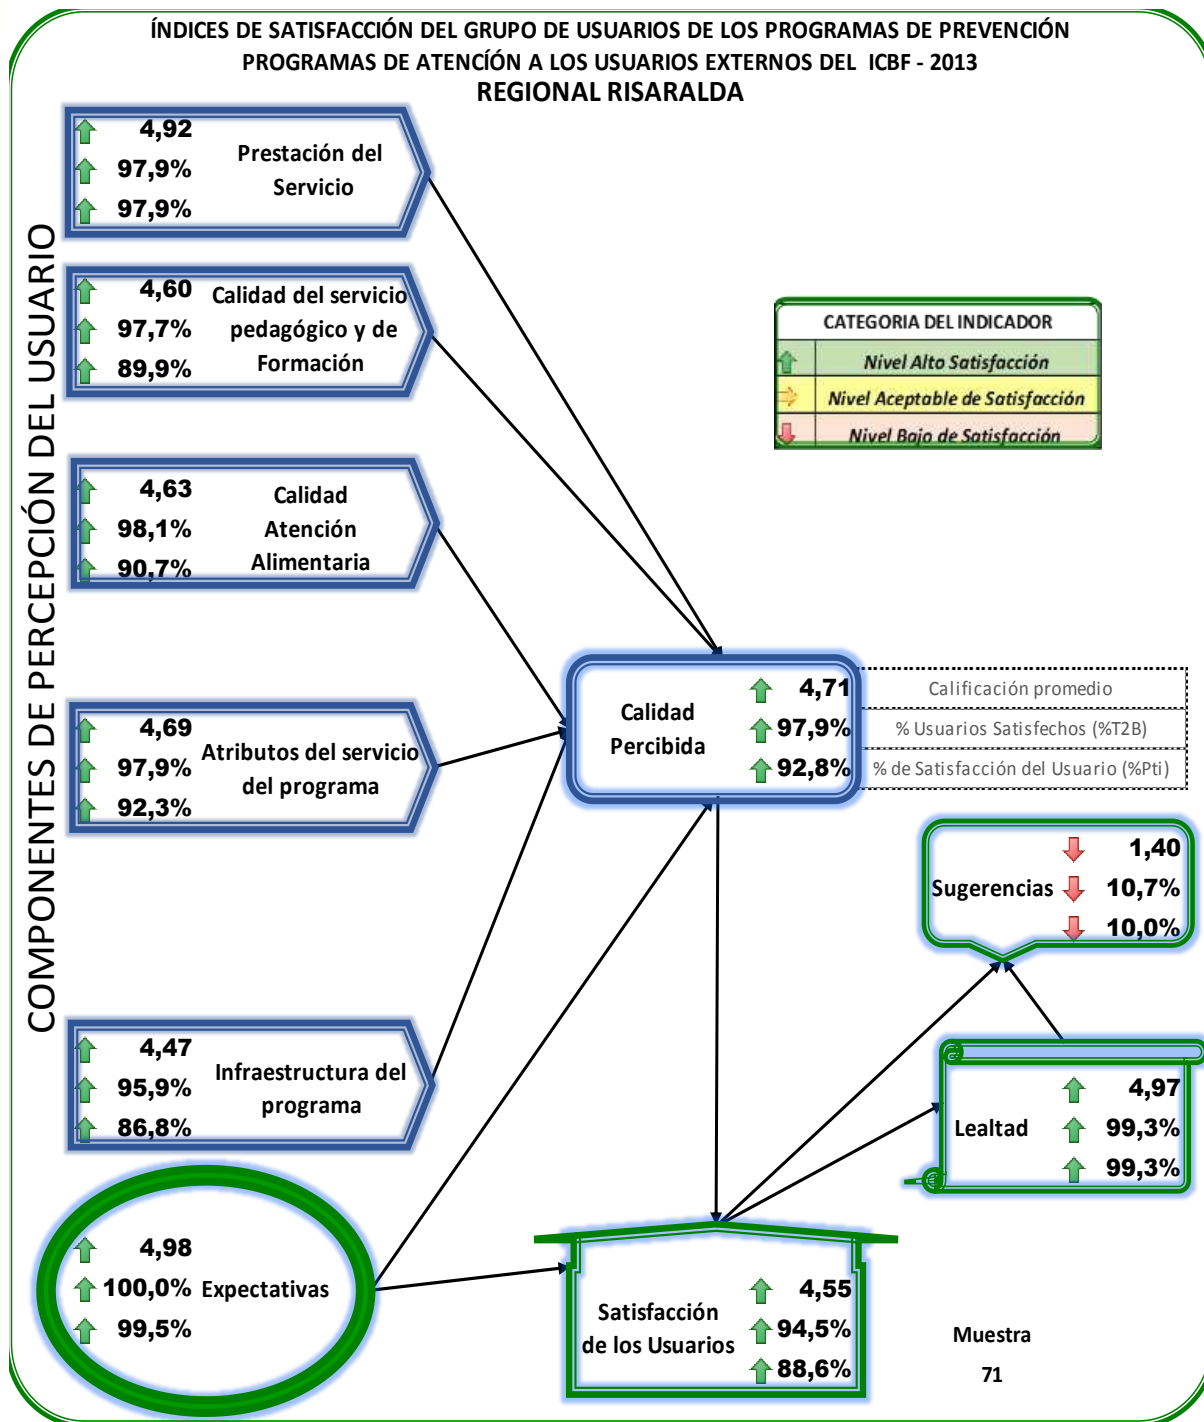 ÍNDICES DE SATISFACCIÓN DEL GRUPO DE USUARIOS DE LOS PROGRAMAS DE PREVENCIÓN
PROGRAMAS DE ATENCÍÓN A LOS USUARIOS EXTERNOS DEL ICBF - 2013
REGIONAL RISARALDA
COMPONENTES DE PERCEPCIÓN DEL USUARIO
4,92
97,9%
97,9%
Prestación del
Servicio
4,60
97,7%
89,9%
Calidad del servicio
pedagógico y de
Formación
CATEGORIA DEL INDICADOR
Nivel Alto Satisfacción
Nivel Aceptable de Satisfacción
Nivel Bajo de Satisfacción
4,63
98,1%
90,7%
Calidad
Atención
Alimentaria
4,69
97,9%
92,3%
Atributos del servicio
del programa
Calidad
Percibida
4,71
97,9%
92,8%
Calificación promedio
% Usuarios Satisfechos (%T2B)
% de Satisfacción del Usuario (%Pti)
Sugerencias
1,40
10,7%
10,0%
4,47
95,9%
86,8%
Infraestructura del
programa
Lealtad
4,97
99,3%
99,3%
4,98
100,0%
99,5%
Expectativas
Satisfacción
de los Usuarios
4,55
94,5%
88,6%
Muestra
71